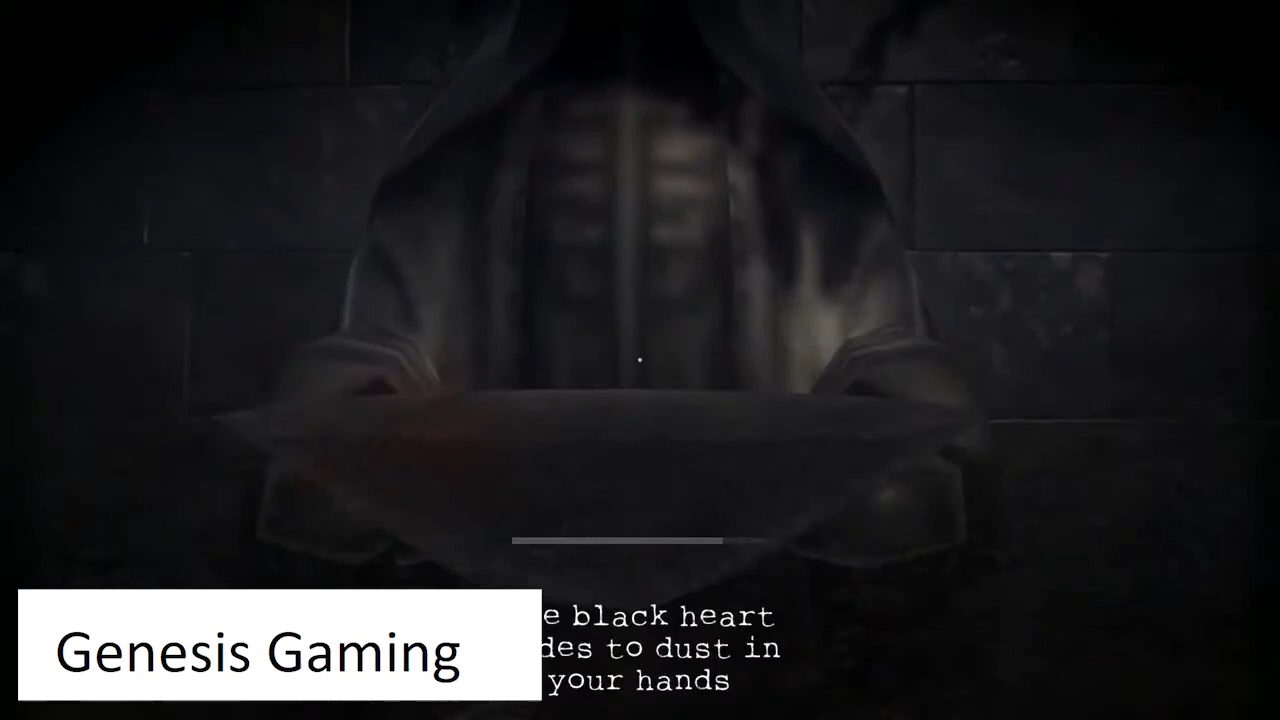 e black heart
des to dust in
your hands
Genesis Gaming